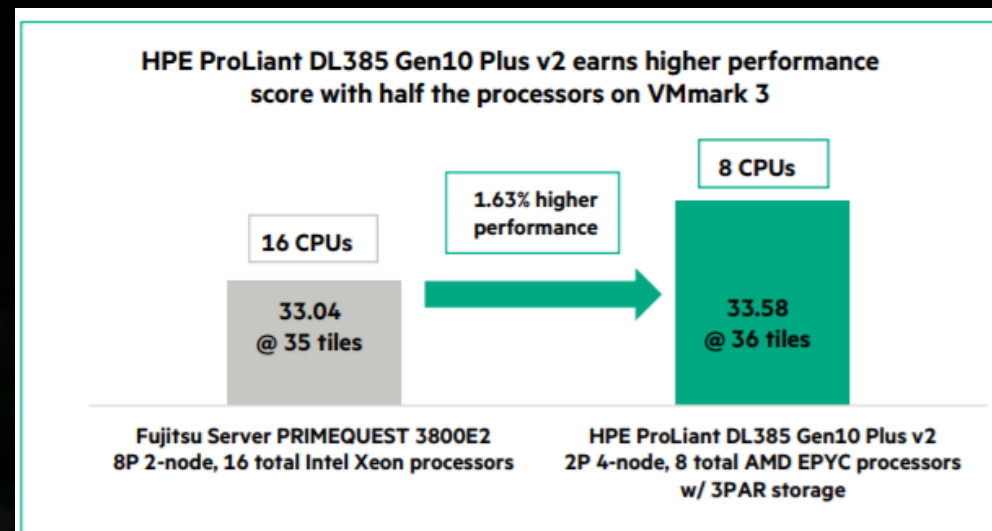 HPE ProLiant DL385 Gen10 Plus v2 earns higher performance
score with half the processors on VMmark 3
8 CPUs
1.63% higher
performance
16 CPUs
33.04
@ 35 tiles
33.58
@ 36 tiles
Fujitsu Server PRIMEQUEST 3800E2
8P 2-node, 16 total Intel Xeon processors
HPE ProLiant DL385 Gen10 Plus v2
2P 4-node, 8 total AMD EPYC processors
w/ 3PAR storage